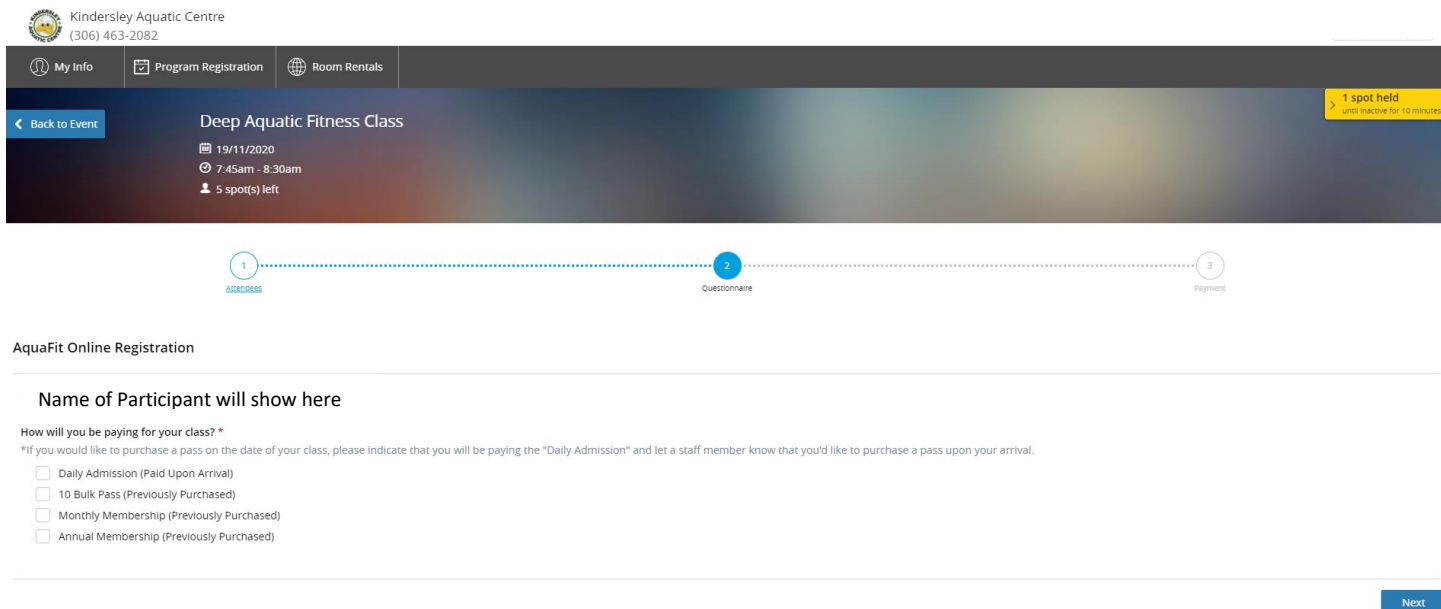 Kindersley Aquatic Centre
(306) 463-2082
My Info Program Registration Room Rentals
1 spot held
until inactive for 10 minutes
Back to Event
Deep Aquatic Fitness Class
19/11/2020
7:45am - 8:30am
5 spot(s) left
1 2 3
Attendees Questionnaire Payment
AquaFit Online Registration
Name of Participant will show here
How will you be paying for your class? *
*If you would like to purchase a pass on the date of your class, please indicate that you will be paying the "Daily Admission" and let a staff member know that you'd like to purchase a pass upon your arrival.
Daily Admission (Paid Upon Arrival)
10 Bulk Pass (Previously Purchased)
Monthly Membership (Previously Purchased)
Annual Membership (Previously Purchased)
Next